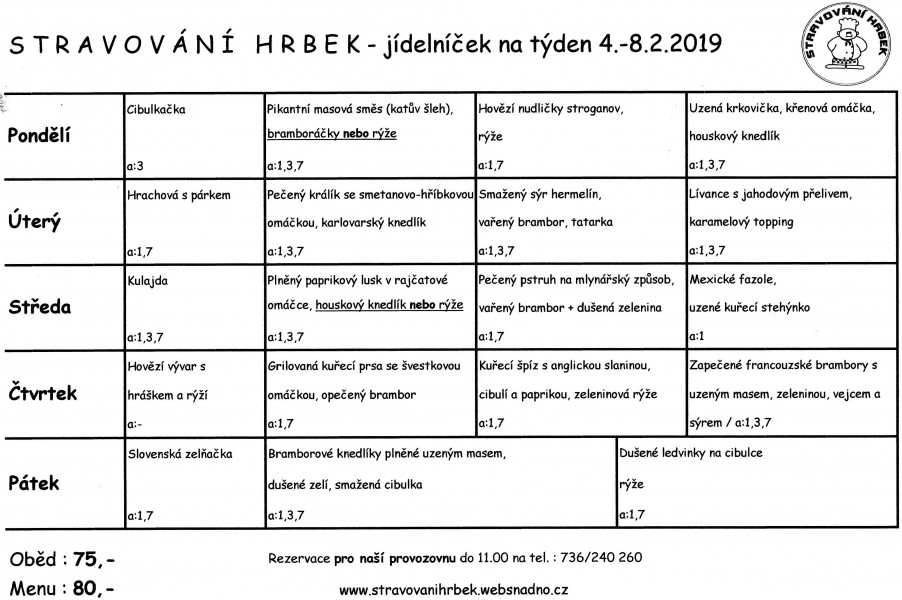 STRAVOVÁNÍ HRBEK - jídelníček na týden 4.-8.2.2019
STRAVOVÁNÍ HRBEK
Pondělí
Cibulkačka
a:3
Pikantní masová směs (katův šleh),
bramboráčky nebo rýže
a:1,3,7
Hovězí nudličky stroganov,
rýže
a:1,7
Uzená krkovička, křenová omáčka,
houskový knedlík
a:1,3,7
Úterý
Hrachová s párkem
a:1,7
Pečený králík se smetanovo-hříbkovou
omáčkou, karlovarský knedlík
a:1,3,7
Smažený sýr hermelín,
vařený brambor, tatarka
a:1,3,7
Lívance s jahodovým přelivem,
karamelový topping
a:1,3,7
Středa
Kulajda
a:1,3,7
Plněný paprikový lusk v rajčatové
omáčce, houskový knedlík nebo rýže
a:1,3,7
Pečený pstruh na mlynářský způsob,
vařený brambor + dušená zelenina
a:1,7
Mexické fazole,
uzené kuřecí stehýnko
a:1
Čtvrtek
Hovězí vývar s
hráškem a rýží
a:-
Grilovaná kuřecí prsa se švestkovou
omáčkou, opečený brambor
a:1,7
Kuřecí špíz s anglickou slaninou,
cibulí a paprikou, zeleninová rýže
a:1,7
Zapečené francouzské brambory s
uzeným masem, zeleninou, vejcem a
sýrem / a:1,3,7
Pátek
Slovenská zelňačka
a:1,7
Bramborové knedlíky plněné uzeným masem,
dušené zelí, smažená cibulka
a:1,3,7
Dušené ledvinky na cibulce
rýže
a:1,7
Oběd : 75,-
Rezervace pro naší provozovnu do 11.00 na tel. : 736/240 260
Menu : 80,-
www.stravovanihrbek.websnadno.cz